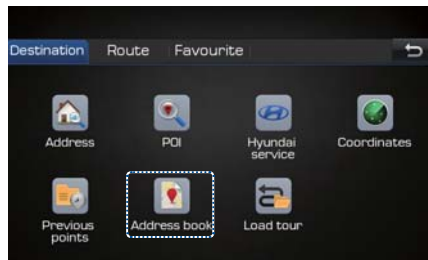 Destination Route Favourite
Address POI Hyundai service Coordinates
Previous points Address book Load tour